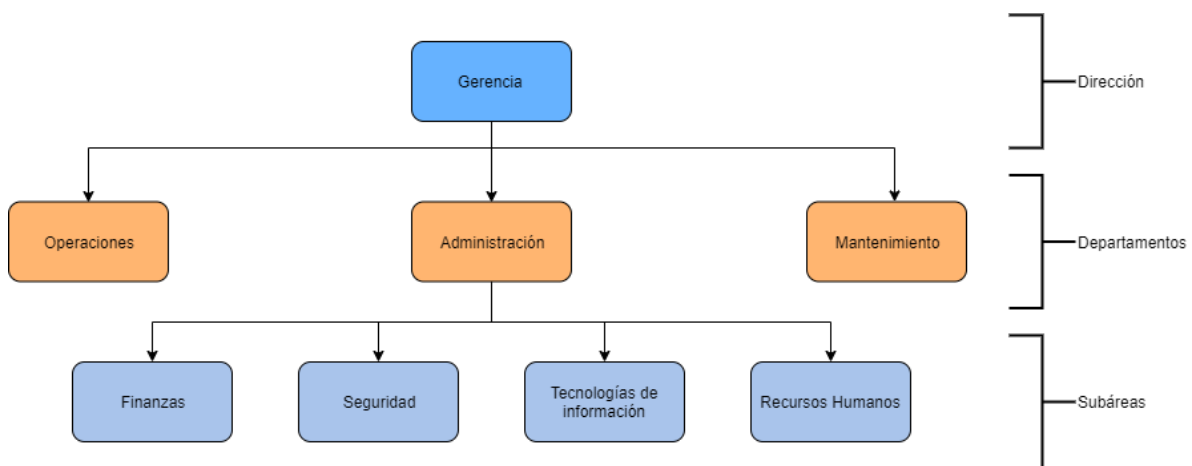 Gerencia
Dirección
Operaciones
Administración
Mantenimiento
Departamentos
Finanzas
Seguridad
Tecnologías de
información
Recursos Humanos
Subáreas